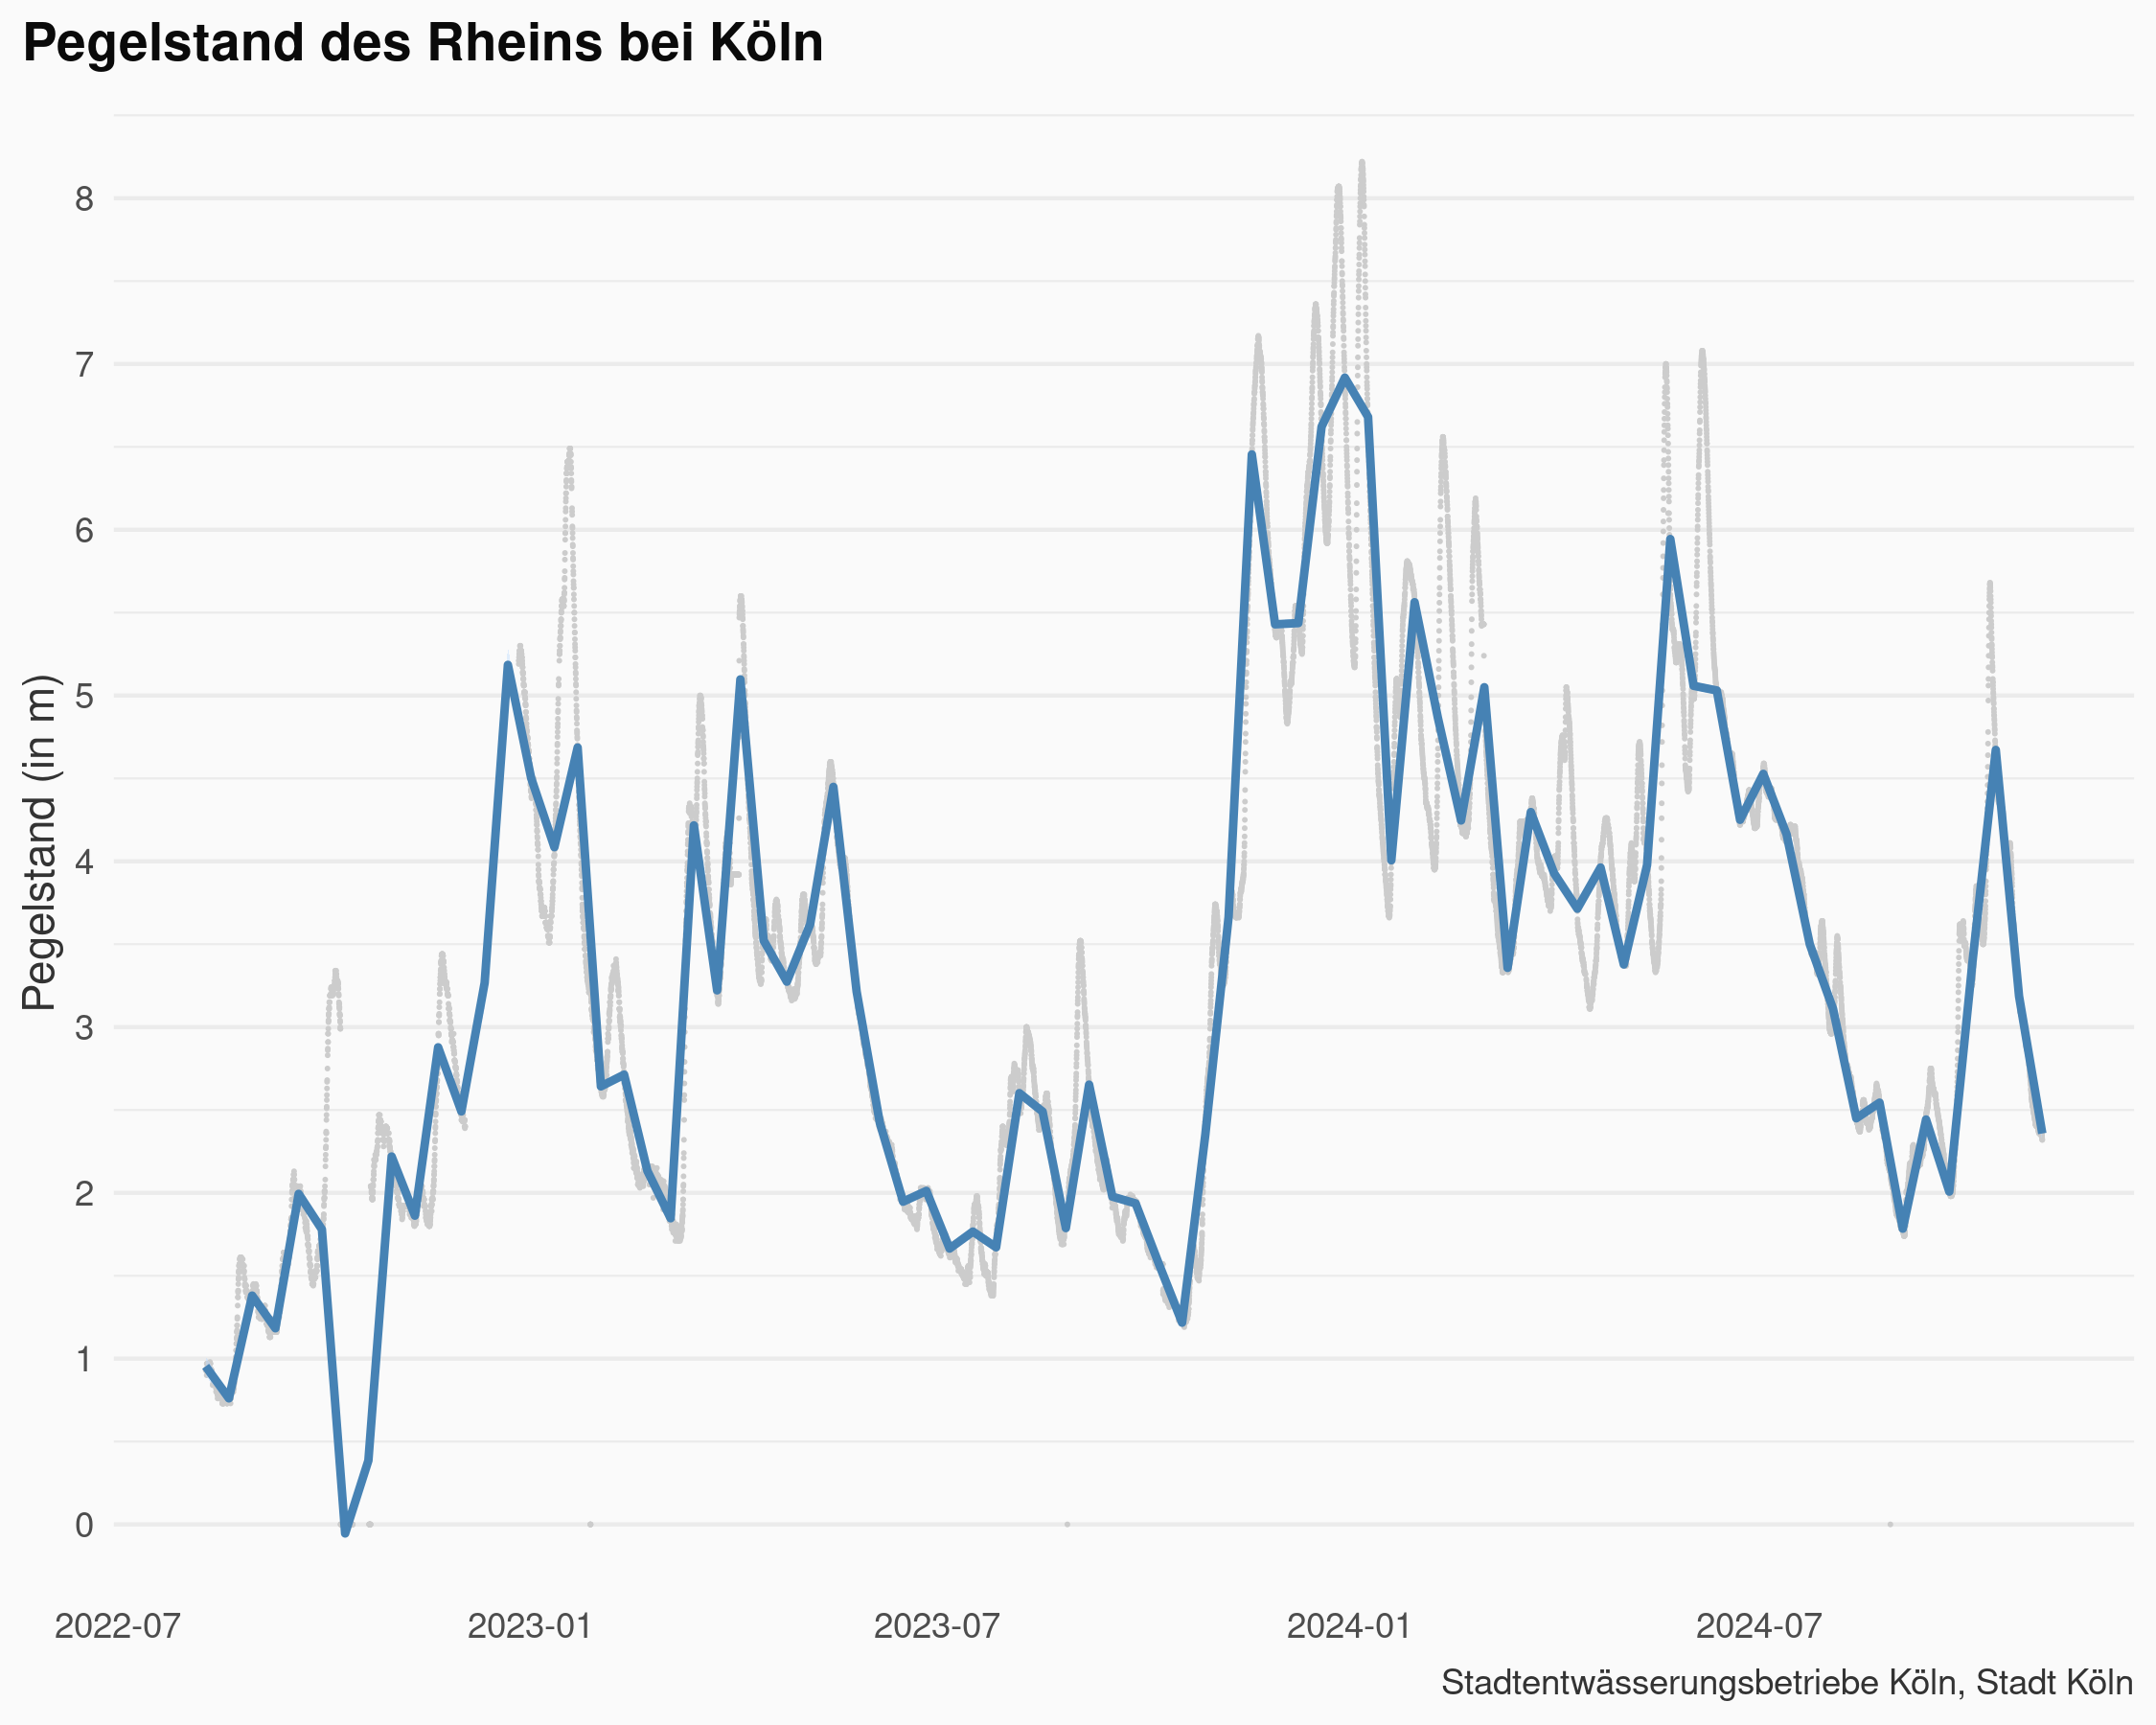 Pegelstand des Rheins bei Köln
Pegelstand (in m)
8
7
6
5
4
3
2
1
0
2022-07 2023-01 2023-07 2024-01 2024-07
Stadtentwässerungsbetriebe Köln, Stadt Köln